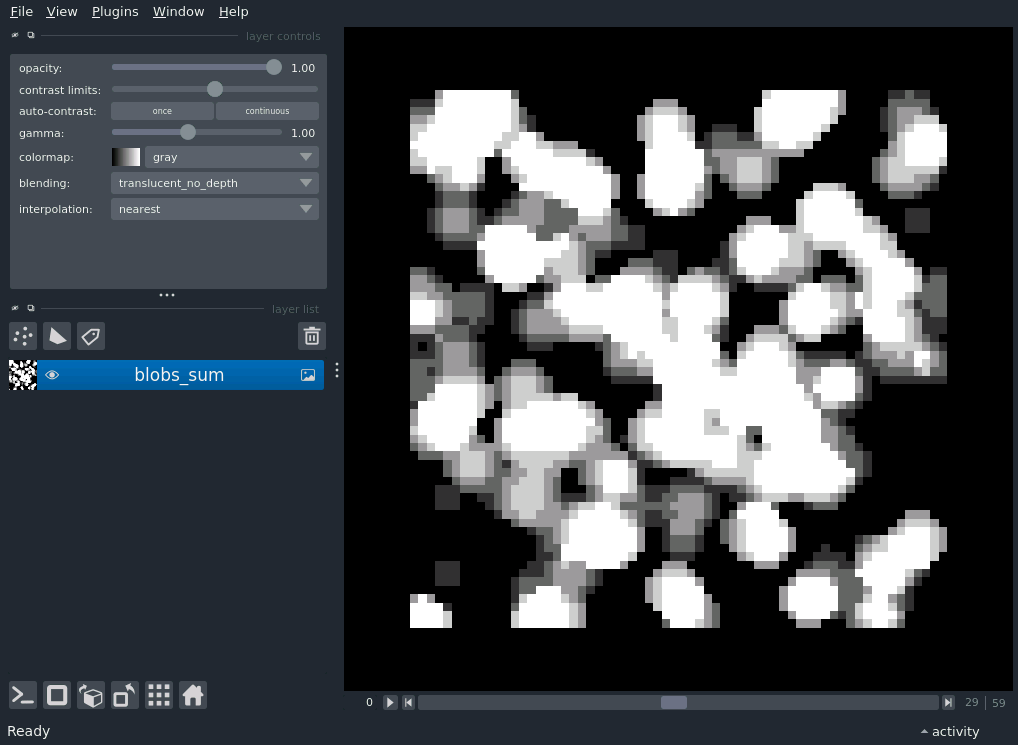 File View Plugins Window Help
layer controls
opacity: 1.00
contrast limits:
auto-contrast: once continuous
gamma: 1.00
colormap: gray
blending: translucent_no_depth
interpolation: nearest
layer list
blobs_sum
0 29 59
Ready activity